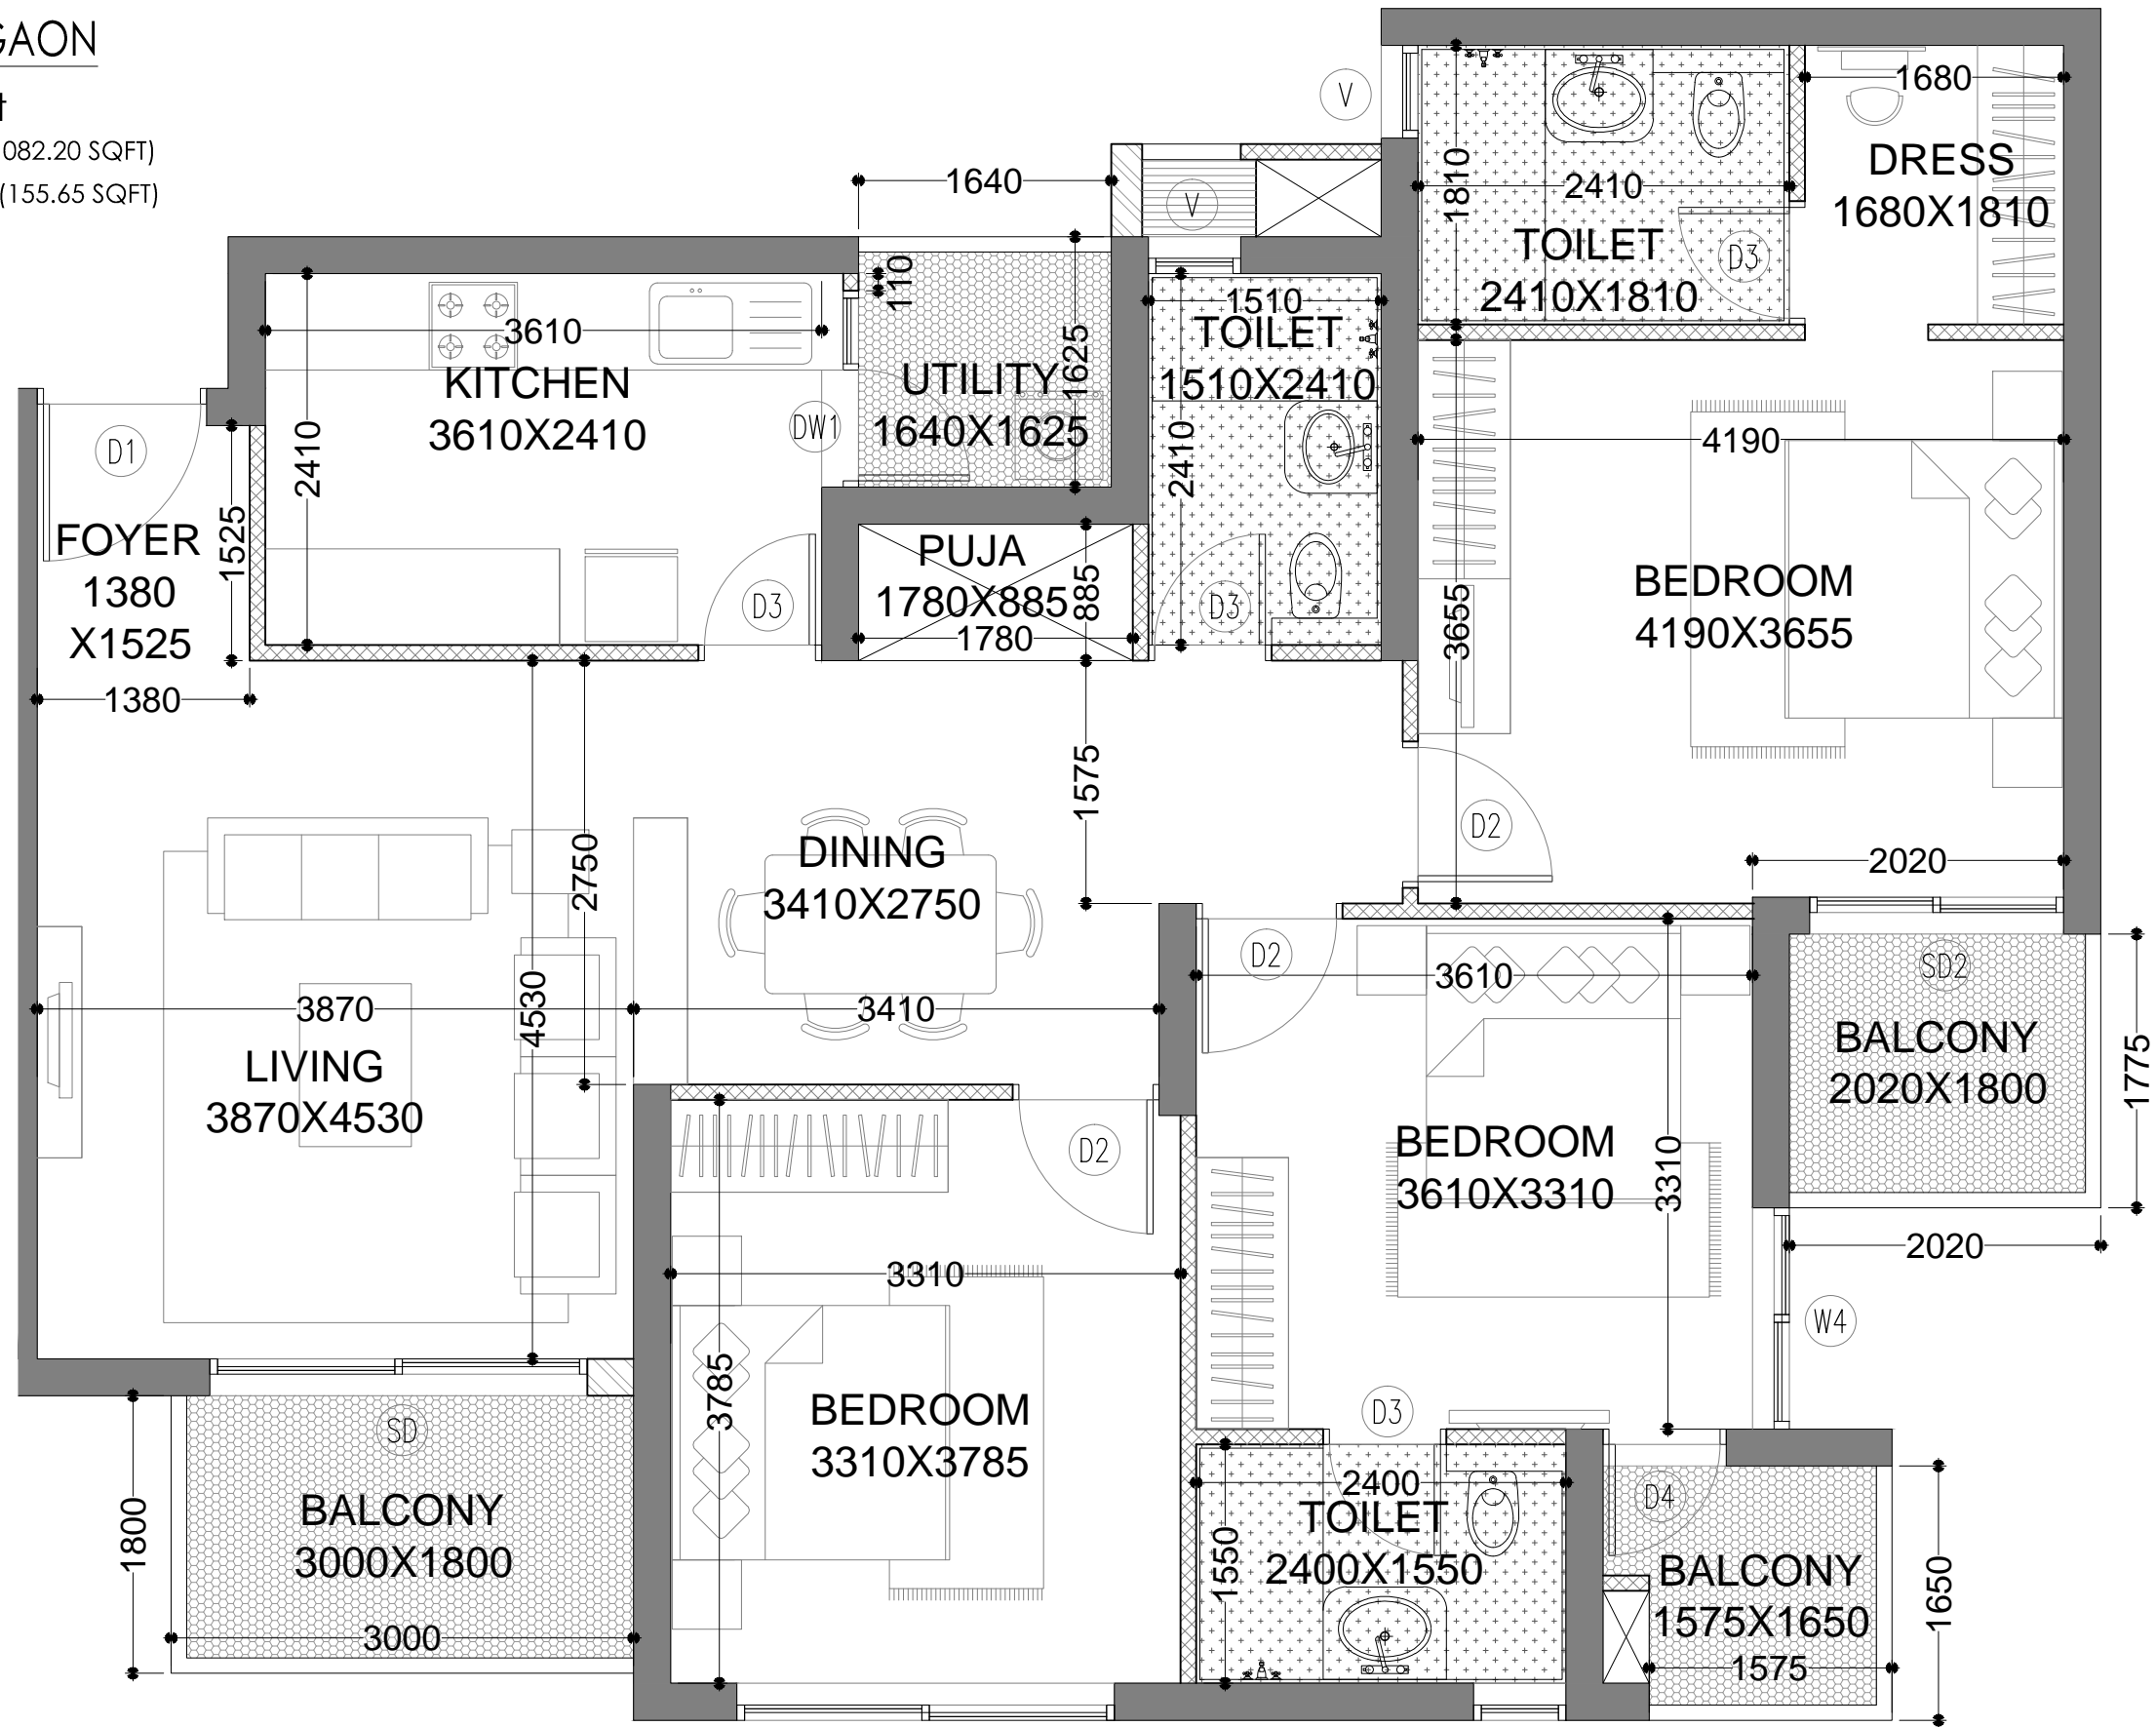 GAON
t
082.20 SQFT)
(155.65 SQFT)
V
1680
DRESS
1680X1810
1810
2410
TOILET
2410X1810
D3
1640
V
110
1625
UTILITY
1640X1625
DW1
3610
KITCHEN
3610X2410
2410
1510
TOILET
1510X2410
2410
D3
D1
FOYER
1380
X1525
1525
1380
D3
PUJA
1780X885
885
1780
4190
BEDROOM
4190X3655
3655
D2
2020
1575
2750
DINING
3410X2750
3870
4530
3410
LIVING
3870X4530
D2
3610
BEDROOM
3610X3310
3310
SD2
BALCONY
2020X1800
1775
2020
W4
D2
3310
3785
BEDROOM
3310X3785
SD
BALCONY
3000X1800
1800
3000
D3
2400
TOILET
2400X1550
1550
D4
BALCONY
1575X1650
1575
1650